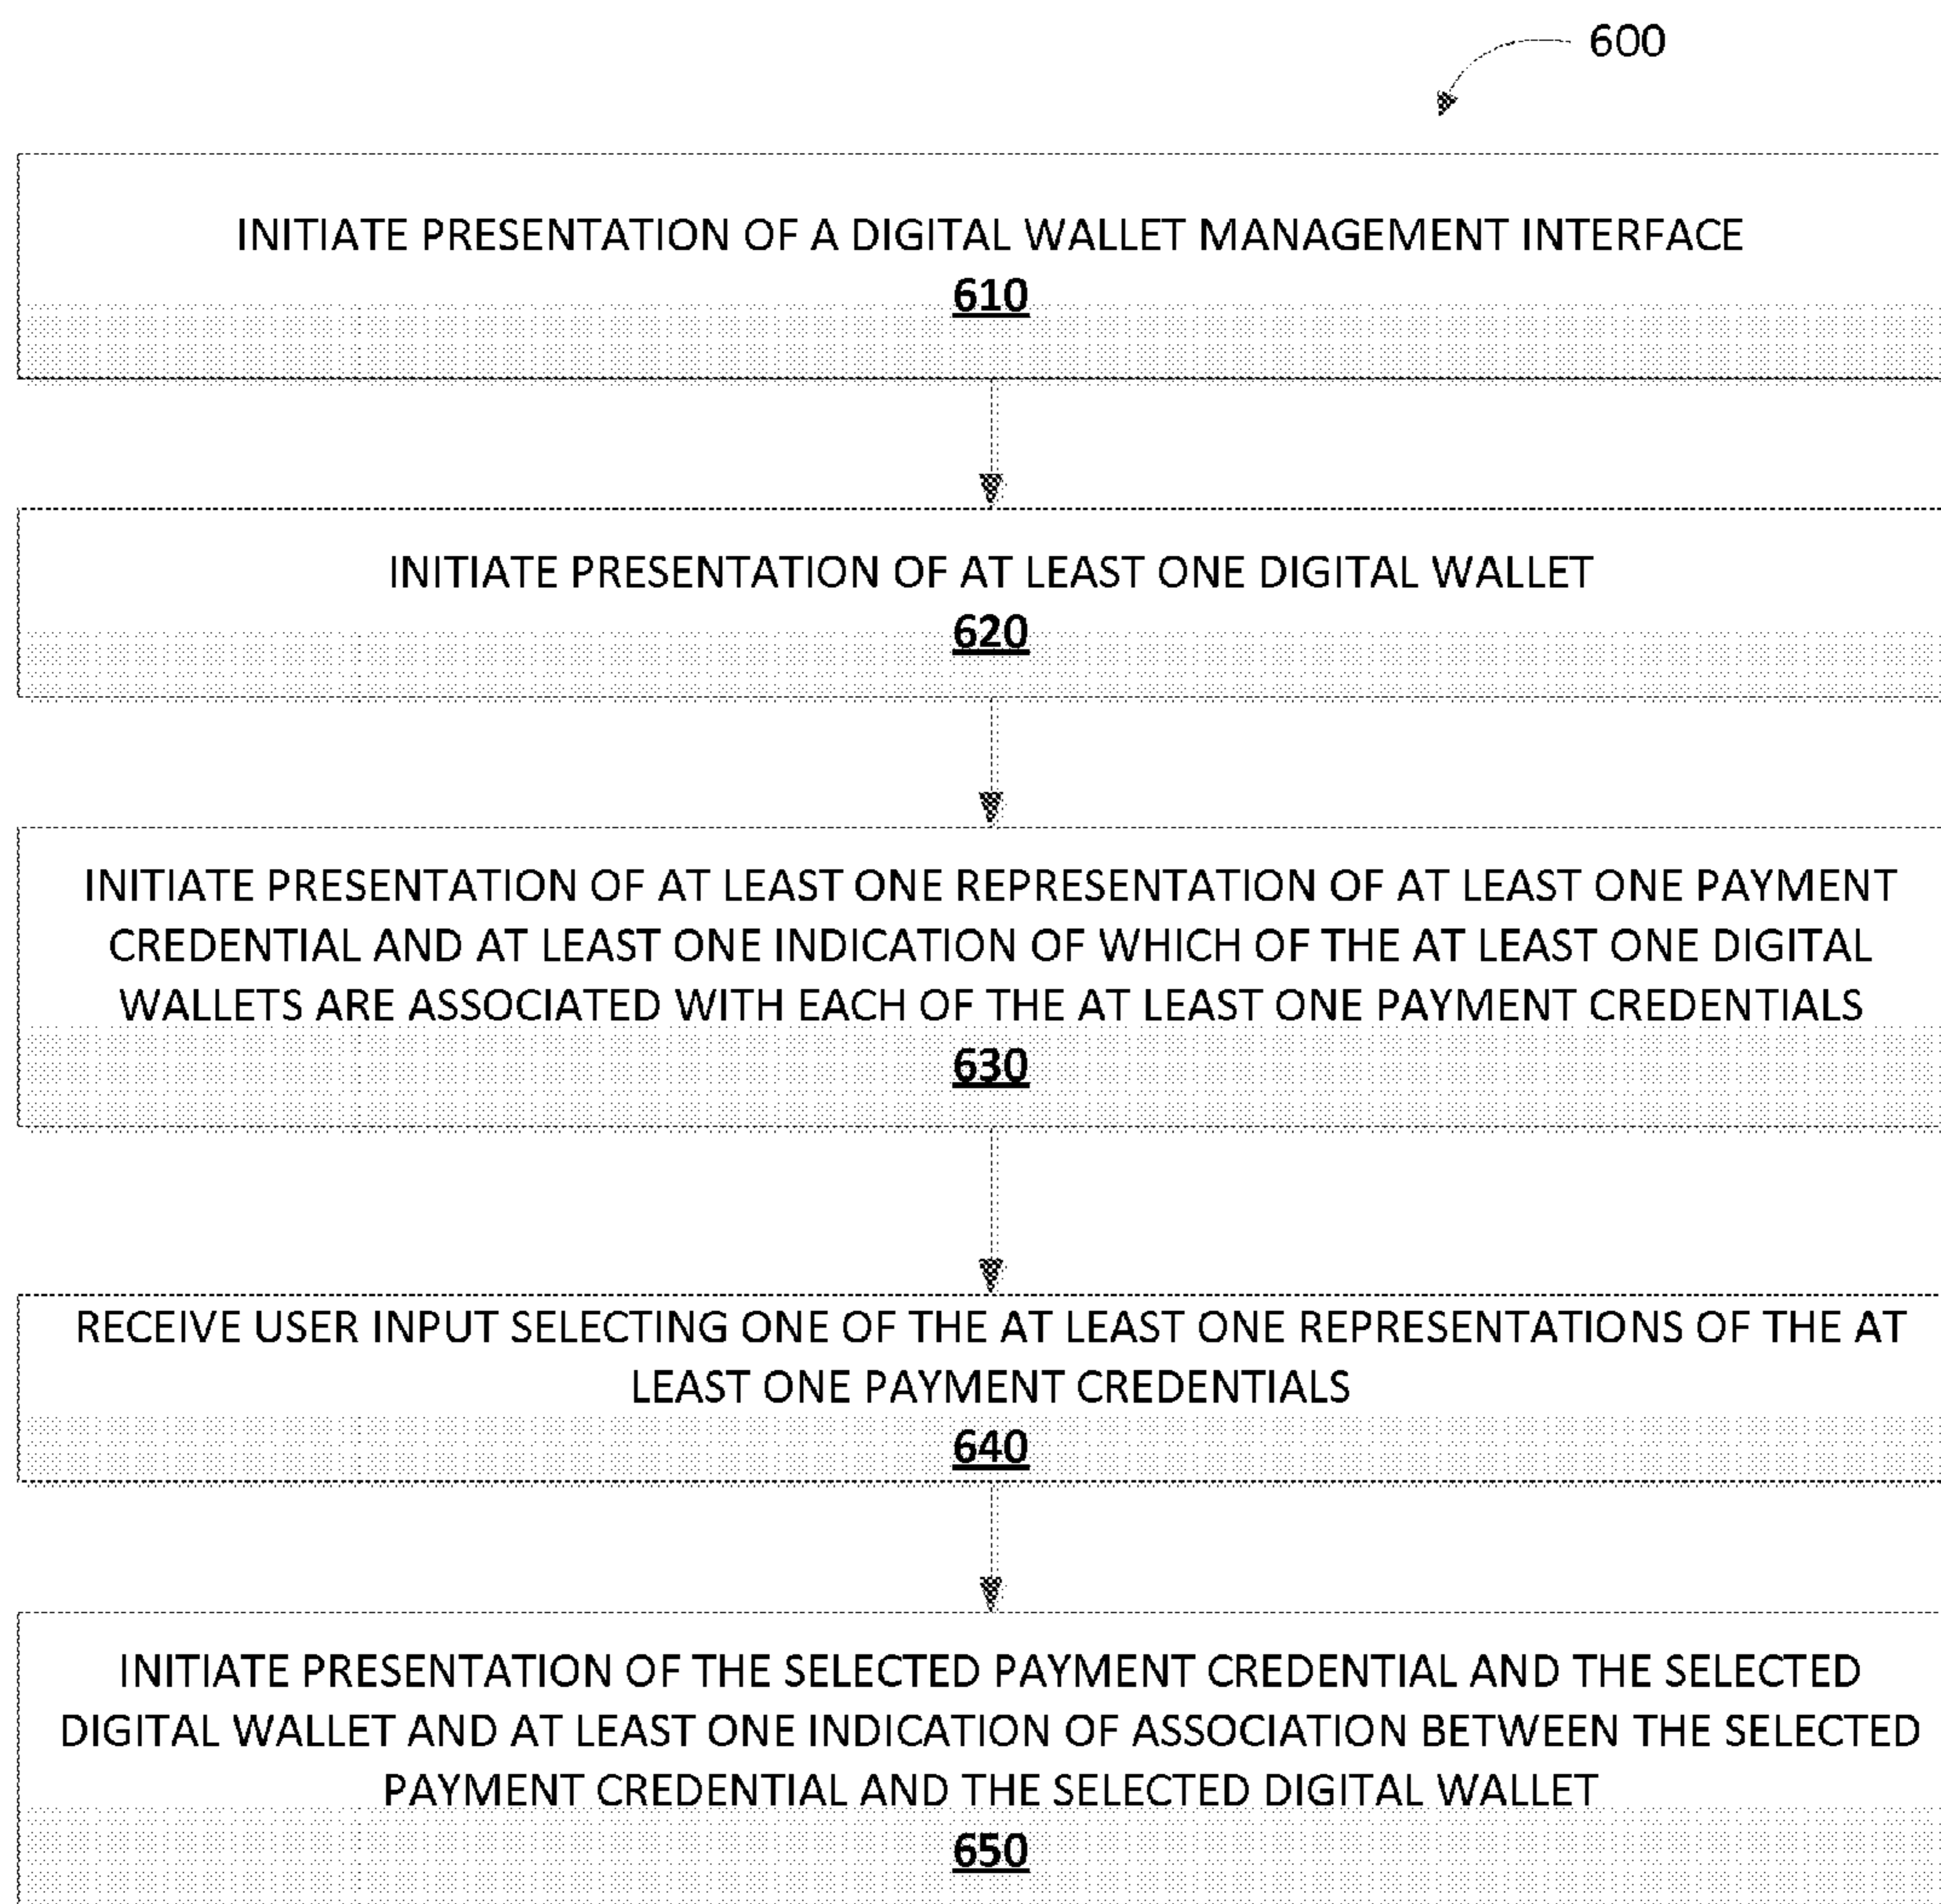 600
INITIATE PRESENTATION OF A DIGITAL WALLET MANAGEMENT INTERFACE
610
INITIATE PRESENTATION OF AT LEAST ONE DIGITAL WALLET
620
INITIATE PRESENTATION OF AT LEAST ONE REPRESENTATION OF AT LEAST ONE PAYMENT
CREDENTIAL AND AT LEAST ONE INDICATION OF WHICH OF THE AT LEAST ONE DIGITAL
WALLETS ARE ASSOCIATED WITH EACH OF THE AT LEAST ONE PAYMENT CREDENTIALS
630
RECEIVE USER INPUT SELECTING ONE OF THE AT LEAST ONE REPRESENTATIONS OF THE AT
LEAST ONE PAYMENT CREDENTIALS
640
INITIATE PRESENTATION OF THE SELECTED PAYMENT CREDENTIAL AND THE SELECTED
DIGITAL WALLET AND AT LEAST ONE INDICATION OF ASSOCIATION BETWEEN THE SELECTED
PAYMENT CREDENTIAL AND THE SELECTED DIGITAL WALLET
650